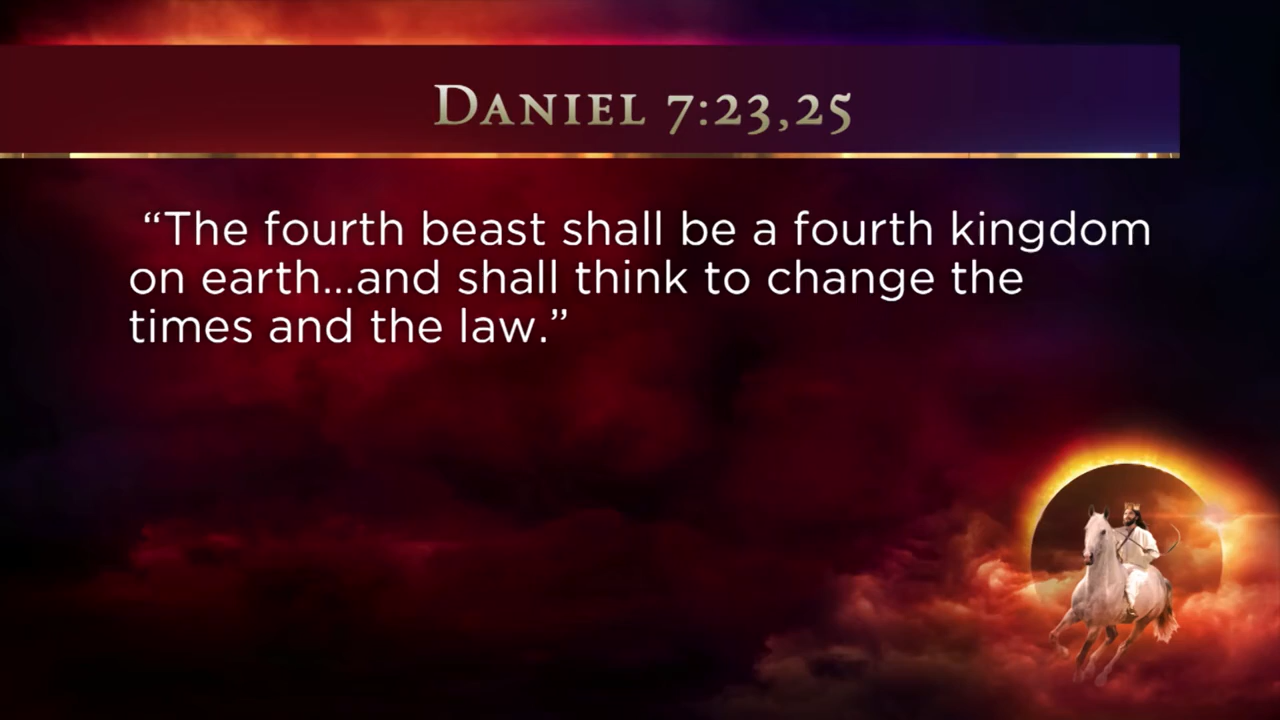 Daniel 7:23,25
“The fourth beast shall be a fourth kingdom
on earth...and shall think to change the
times and the law.”